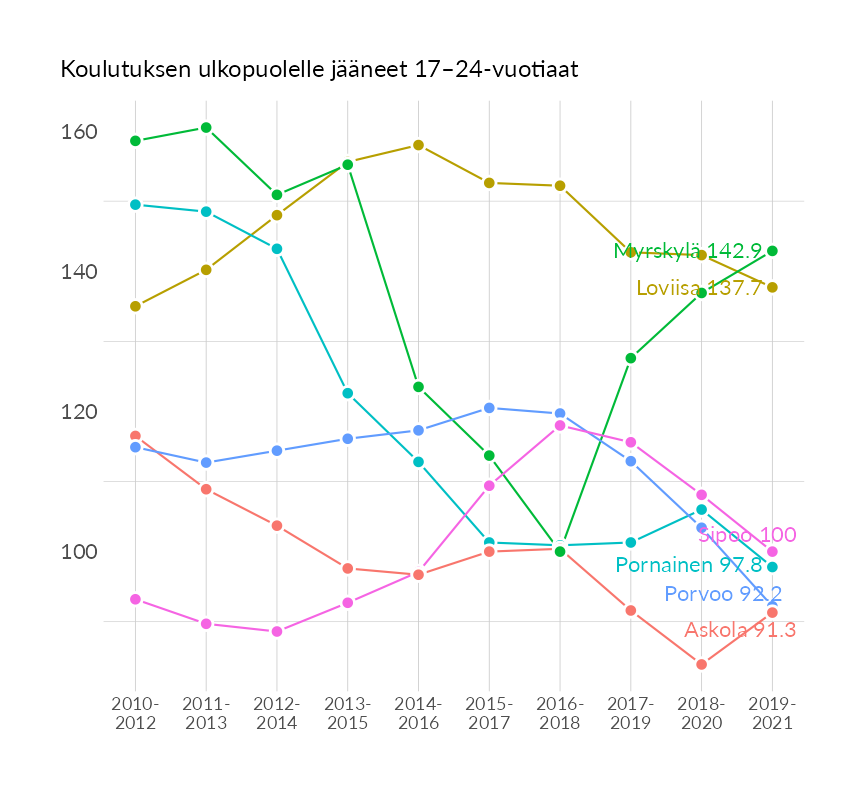 Koulutuksen ulkopuolelle jääneet 17–24-vuotiaat
160
140
120
100
Myrskylä 142.9
Loviisa 137.7
Sipoo 100
Pornainen 97.8
Porvoo 92.2
Askola 91.3
2010- 2011- 2012- 2013- 2014- 2015- 2016- 2017- 2018- 2019-
2012 2013 2014 2015 2016 2017 2018 2019 2020 2021